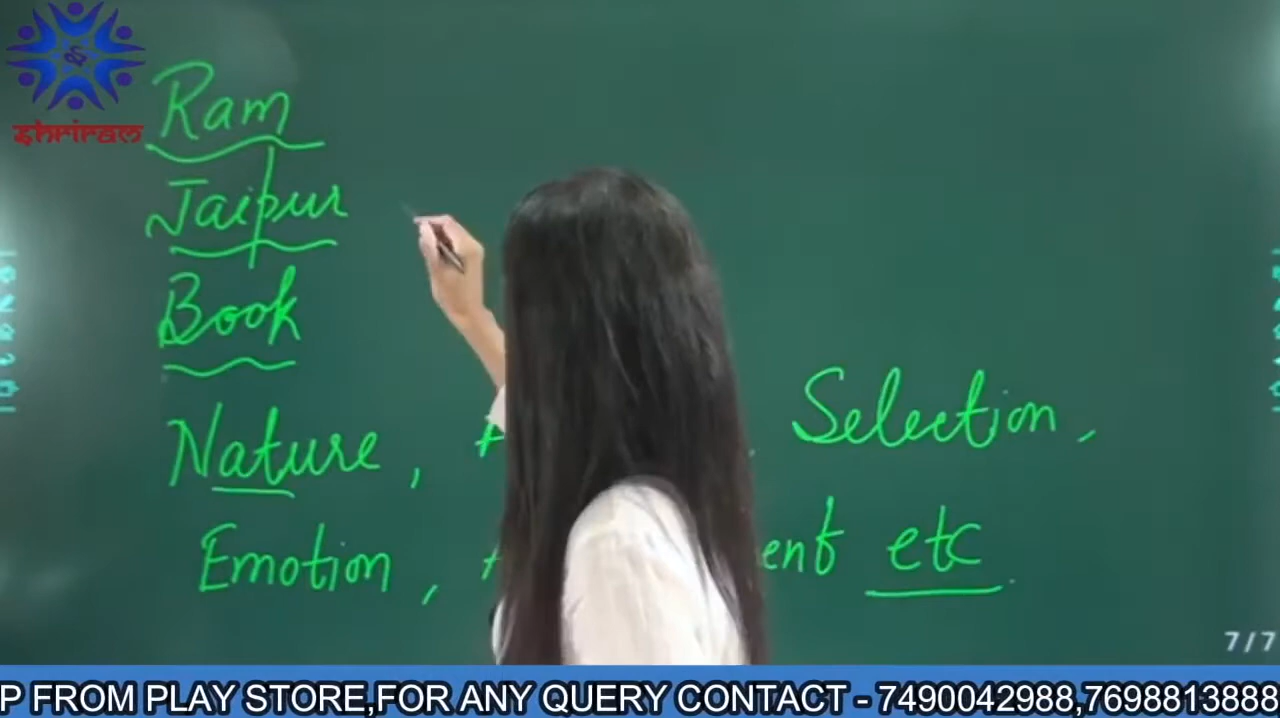 Shriram
Ram
Jaipur
Book
Nature, Selection,
Emotion, etc
7/7
P FROM PLAY STORE,FOR ANY QUERY CONTACT - 7490042988,7698813888